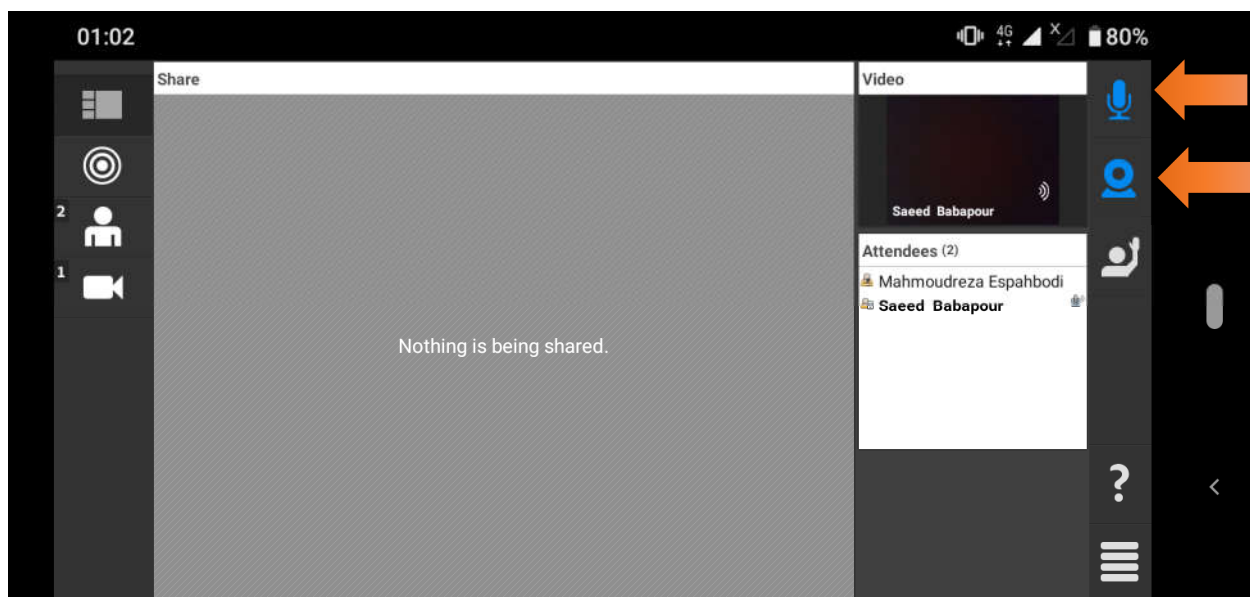 01:02
4G
X
80%
Share
Video
Saeed Babapour
2
Attendees (2)
1
Mahmoudreza Espahbodi
Saeed Babapour
Nothing is being shared.
?